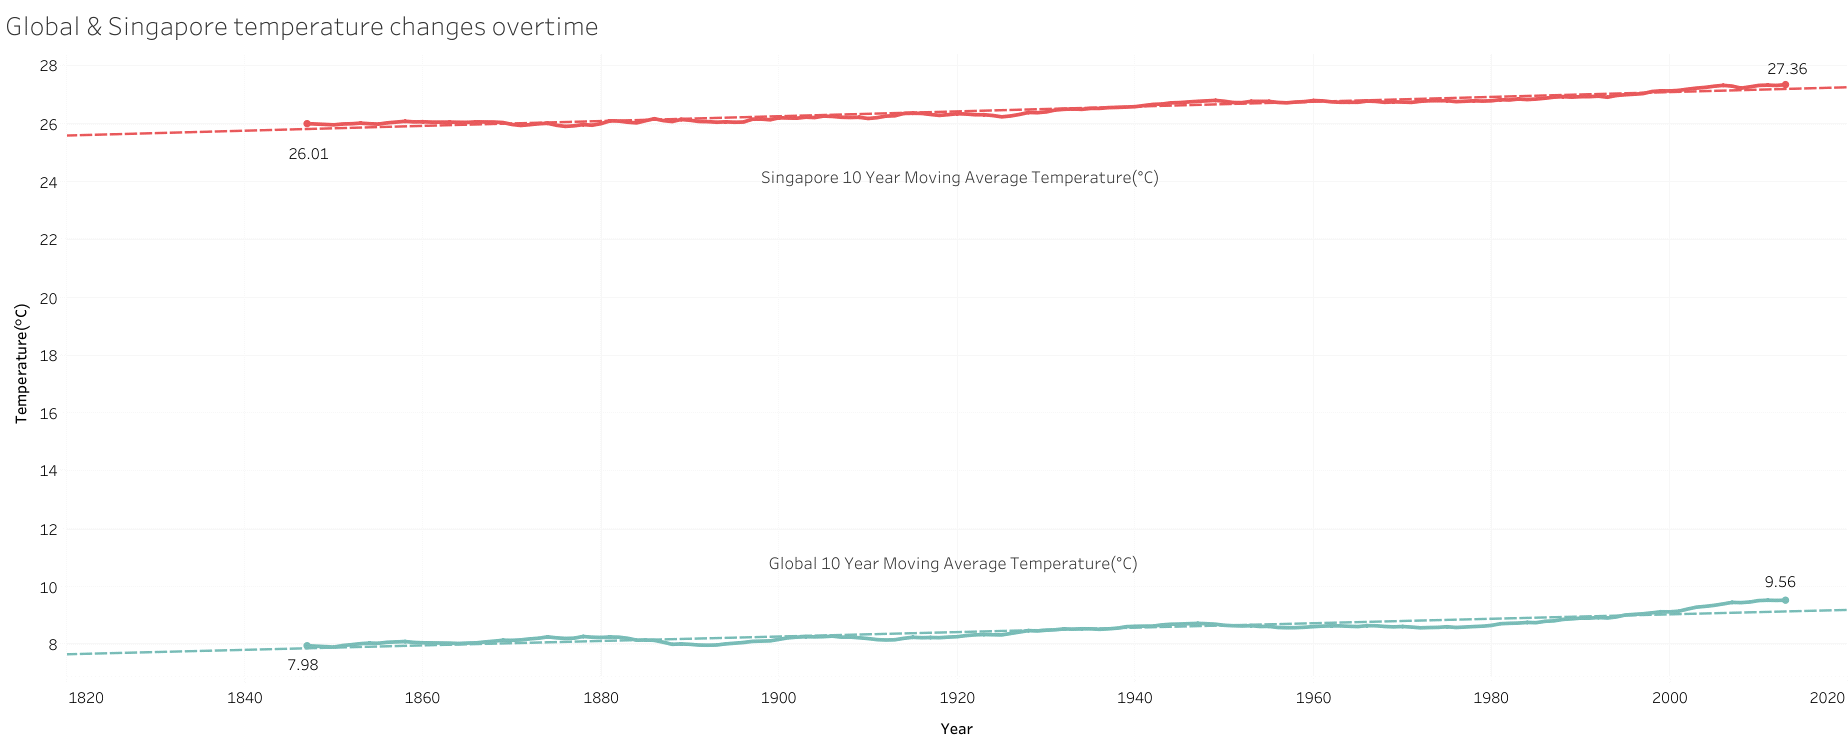 Global & Singapore temperature changes overtime
28
27.36
26
26.01
24
Singapore 10 Year Moving Average Temperature(°C)
22
20
18
16
14
12
10
Global 10 Year Moving Average Temperature(°C)
9.56
8
7.98
Temperature(°C)
1820 1840 1860 1880 1900 1920 1940 1960 1980 2000 2020
Year